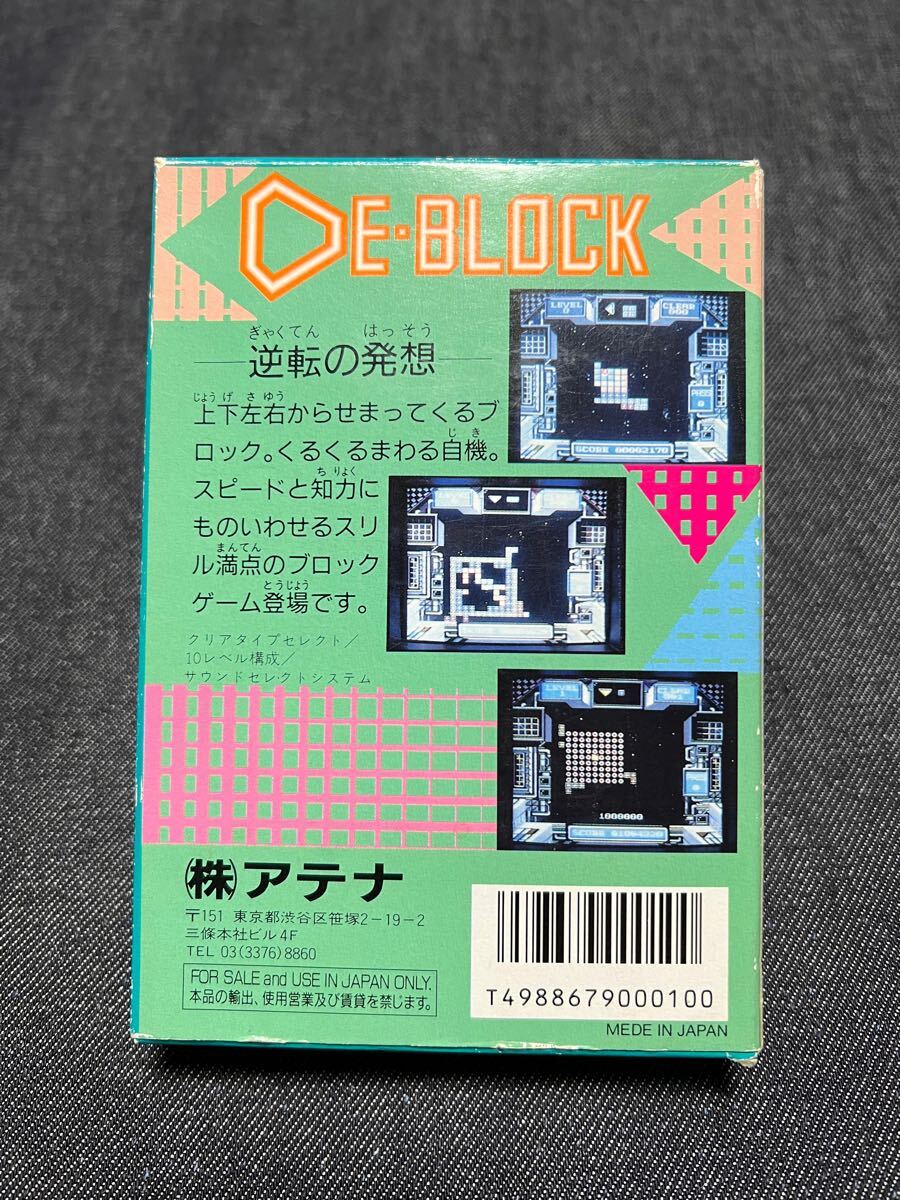 DE·BLOCK
ぎゃくてん はっそう
逆転の発想
じょうげ さゆう
上下左右からせまってくるブ
じき
ロック。くるくるまわる自機。
ちりょく
スピードと知力に
ものいわせるスリ
まんてん
ル満点のブロック
とうじょう
ゲーム登場です。
クリアタイプセレクト/
10レベル構成/
サウンドセレクトシステム
LEVEL
0
CLEAR
000
SCORE 00002170
LEVEL
1
CLEAR
001
1000000
(株)アテナ
〒151 東京都渋谷区笹塚2-19-2
三條本社ビル4F
TEL 03(3376)8860
FOR SALE and USE IN JAPAN ONLY.
本品の輸出、使用営業及び賃貸を禁じます。
T4988679000100
MEDE IN JAPAN